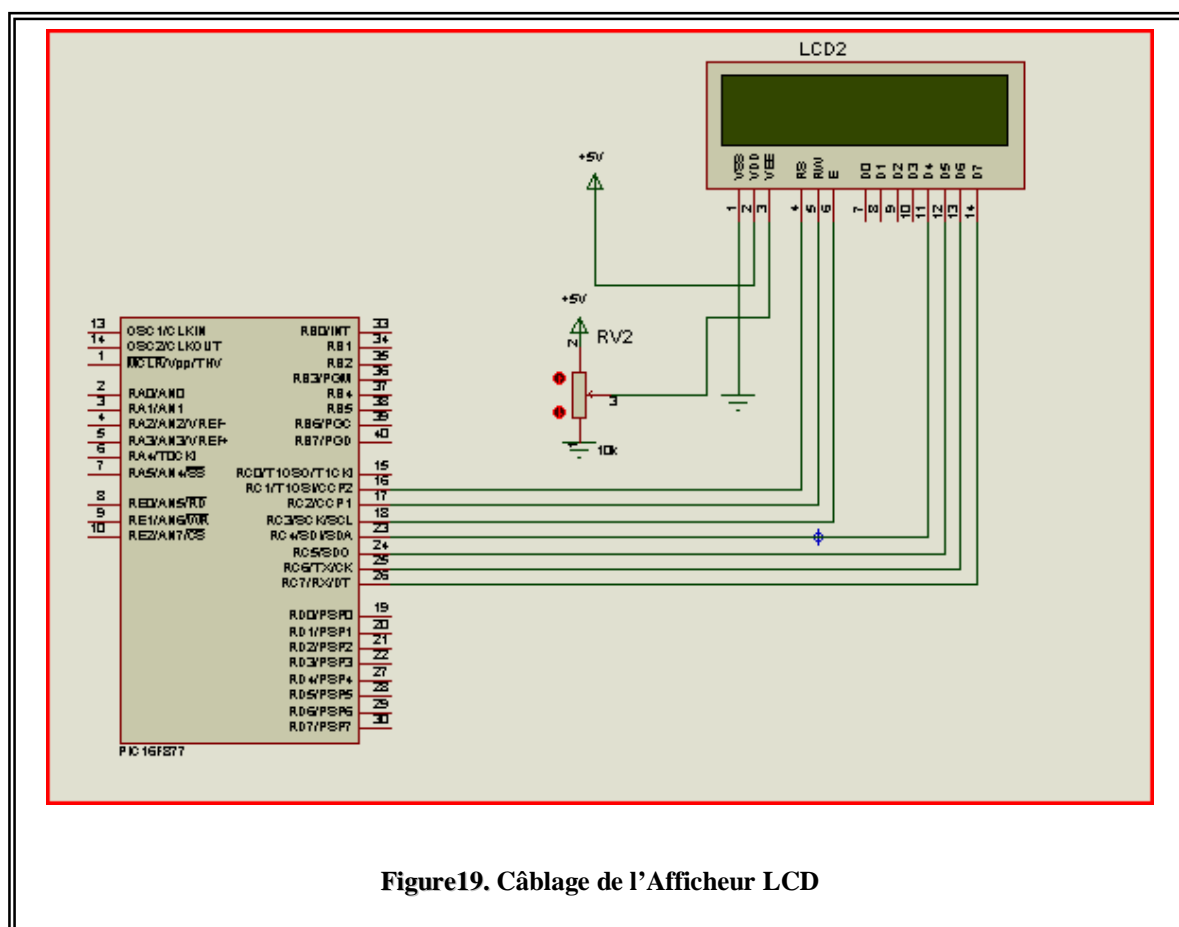 LCD2
VSS
VDD
VEE
RS
RW
E
D0
D1
D2
D3
D4
D5
D6
D7
1
2
3
4
5
6
7
8
9
10
11
12
13
14
+5V
+5V
RV2
2
3
1
10k
13 OSC1/CLKIN
14 OSC2/CLKOUT
1 MCLR/Vpp/THV
2 RA0/AN0
3 RA1/AN1
4 RA2/AN2/VREF-
5 RA3/AN3/VREF+
6 RA4/T0CKI
7 RA5/AN4/SS
8 RE0/AN5/RD
9 RE1/AN6/WR
10 RE2/AN7/CS
RB0/INT 33
RB1 34
RB2 35
RB3/PGM 36
RB4 37
RB5 38
RB6/PGC 39
RB7/PGD 40
RC0/T1OSO/T1CKI 15
RC1/T1OSI/CCP2 16
RC2/CCP1 17
RC3/SCK/SCL 18
RC4/SDI/SDA 23
RC5/SDO 24
RC6/TX/CK 25
RC7/RX/DT 26
RD0/PSP0 19
RD1/PSP1 20
RD2/PSP2 21
RD3/PSP3 22
RD4/PSP4 27
RD5/PSP5 28
RD6/PSP6 29
RD7/PSP7 30
PIC16F877
Figure19. Câblage de l’Afficheur LCD